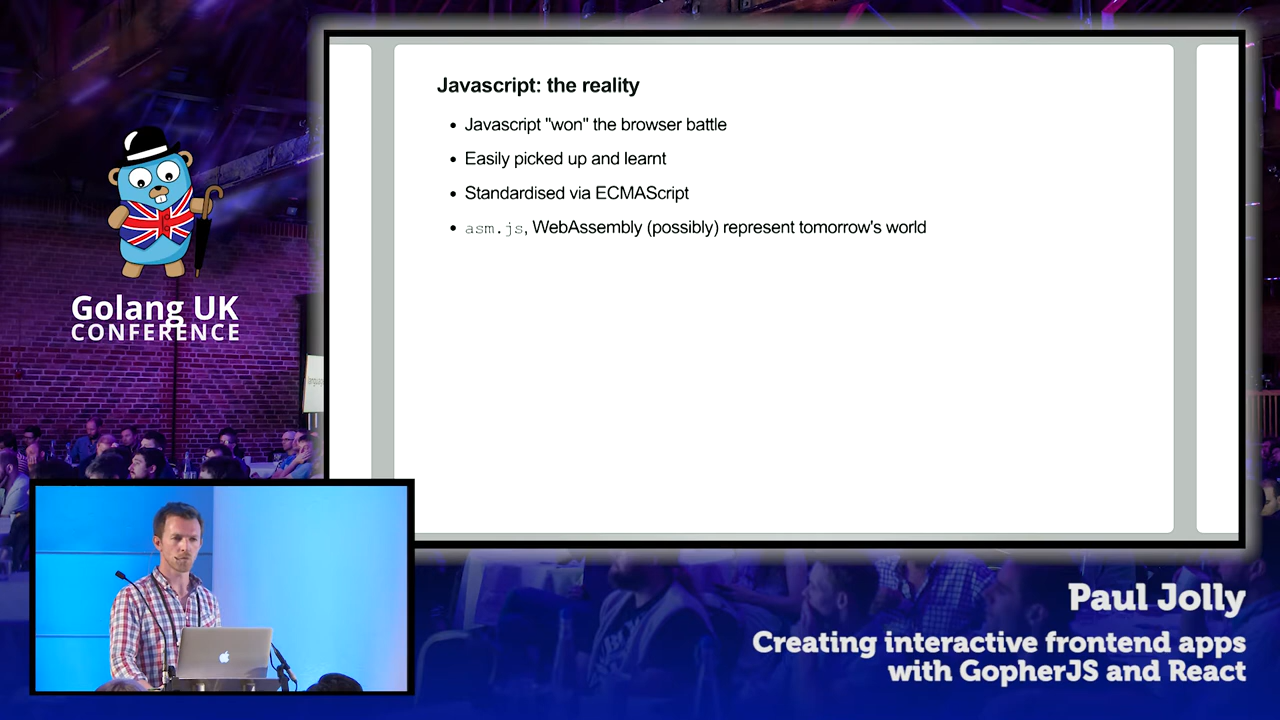 Javascript: the reality
Javascript "won" the browser battle
Easily picked up and learnt
Standardised via ECMAScript
asm.js, WebAssembly (possibly) represent tomorrow's world
Golang UK
CONFERENCE
Paul Jolly
Creating interactive frontend apps
with GopherJS and React